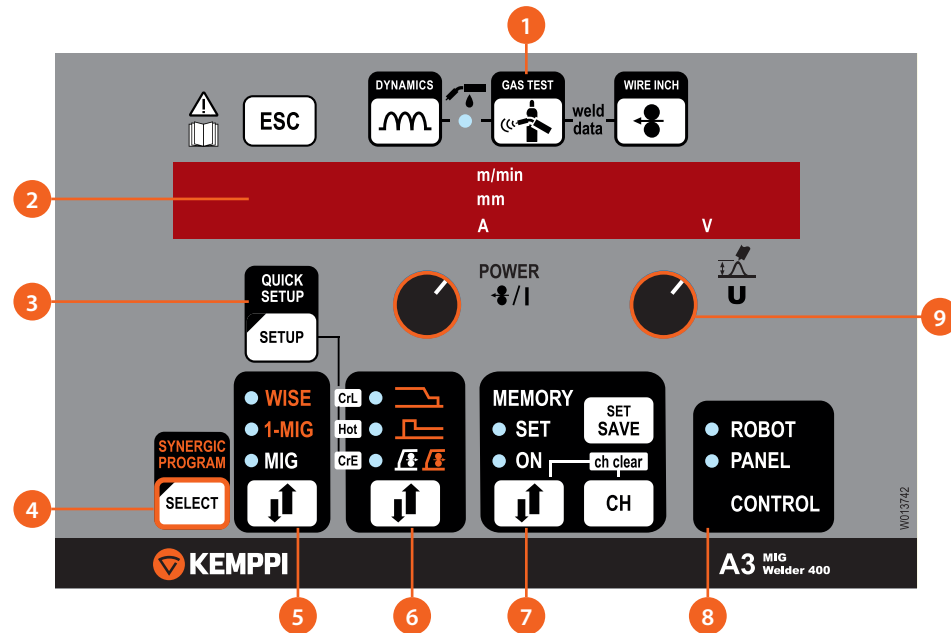 1
DYNAMICS
GAS TEST
WIRE INCH
ESC
weld
data
2
m/min
mm
A
V
3
QUICK
SETUP
SETUP
POWER
/ I
U
9
WISE
1-MIG
MIG
CrL
Hot
CrE
MEMORY
SET
ON
SET
SAVE
ch clear
CH
ROBOT
PANEL
CONTROL
4
SYNERGIC
PROGRAM
SELECT
W013742
KEMPPI
A3 MIG
Welder 400
5
6
7
8